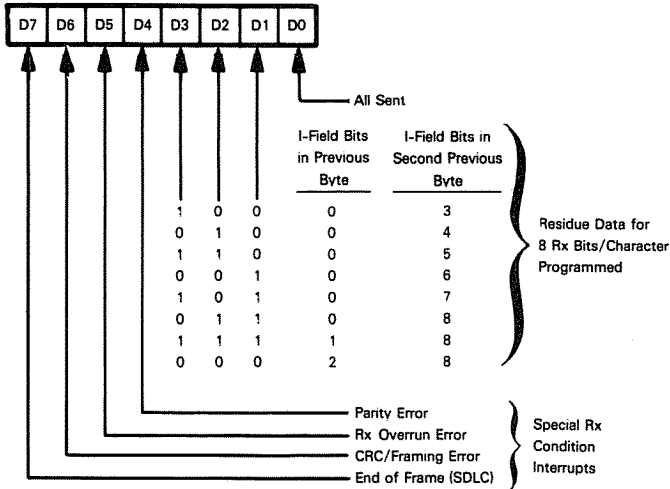 D7 D6 D5 D4 D3 D2 D1 D0
All Sent
I-Field Bits in Previous Byte
I-Field Bits in Second Previous Byte
1 0 0 0 3
0 1 0 0 4
1 1 0 0 5
0 0 1 0 6
1 0 1 0 7
0 1 1 0 8
1 1 1 1 8
0 0 0 2 8
Residue Data for
8 Rx Bits/Character
Programmed
Parity Error
Rx Overrun Error
CRC/Framing Error
End of Frame (SDLC)
Special Rx
Condition
Interrupts